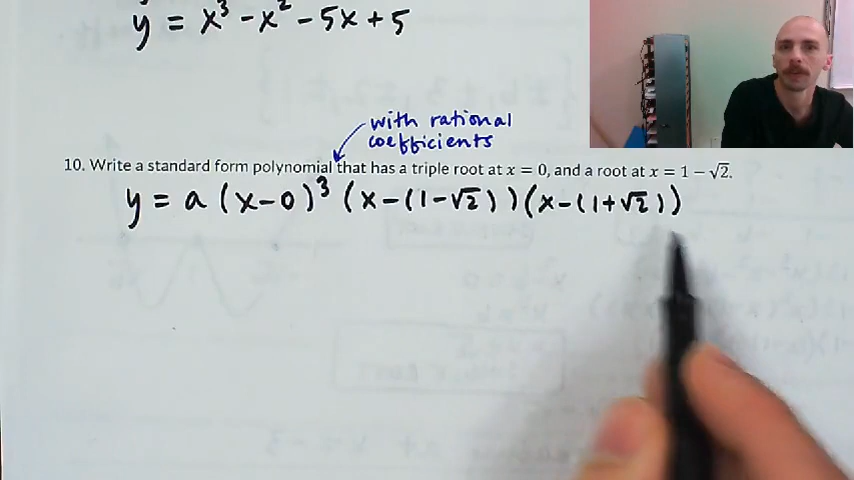 y = x³ - x² - 5x + 5
with rational
coefficients
10. Write a standard form polynomial that has a triple root at x = 0, and a root at x = 1 − √2.
y = a (x-0)³ (x-(1-√2))(x-(1+√2))